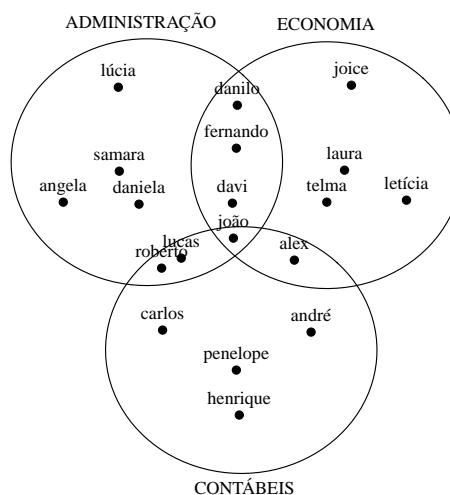 ADMINISTRAÇÃO
ECONOMIA
lúcia
joice
danilo
fernando
samara
laura
angela
daniela
davi
telma
letícia
joão
lucas
roberto
alex
carlos
andré
penelope
henrique
CONTÁBEIS